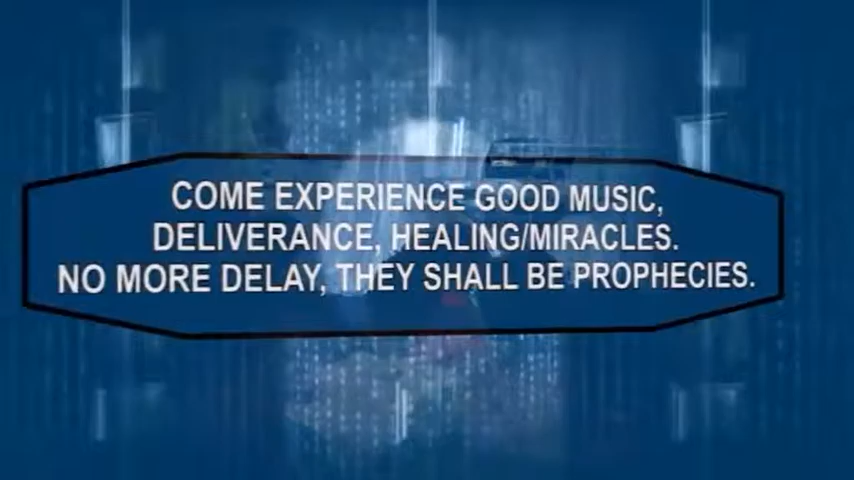 COME EXPERIENCE GOOD MUSIC,
DELIVERANCE, HEALING/MIRACLES.
NO MORE DELAY, THEY SHALL BE PROPHECIES.